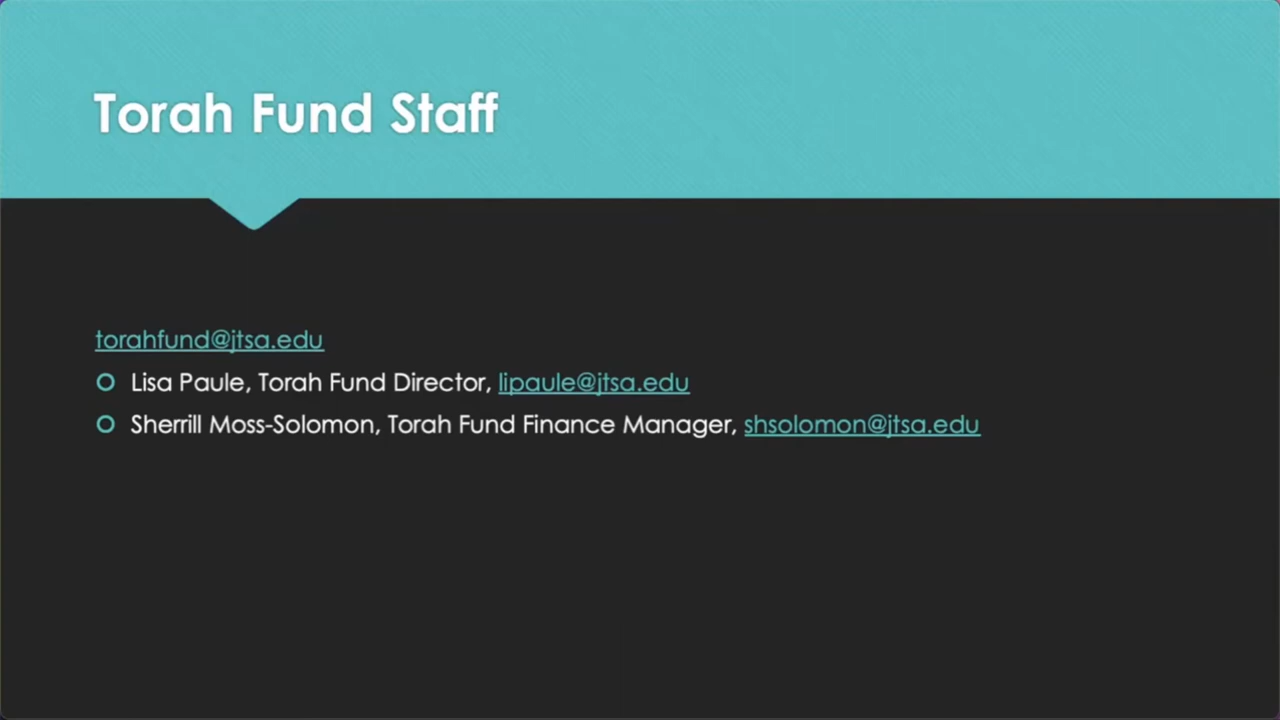 Torah Fund Staff
torahfund@jtsa.edu
Lisa Paule, Torah Fund Director, lipaule@jtsa.edu
Sherrill Moss-Solomon, Torah Fund Finance Manager, shsolomon@jtsa.edu